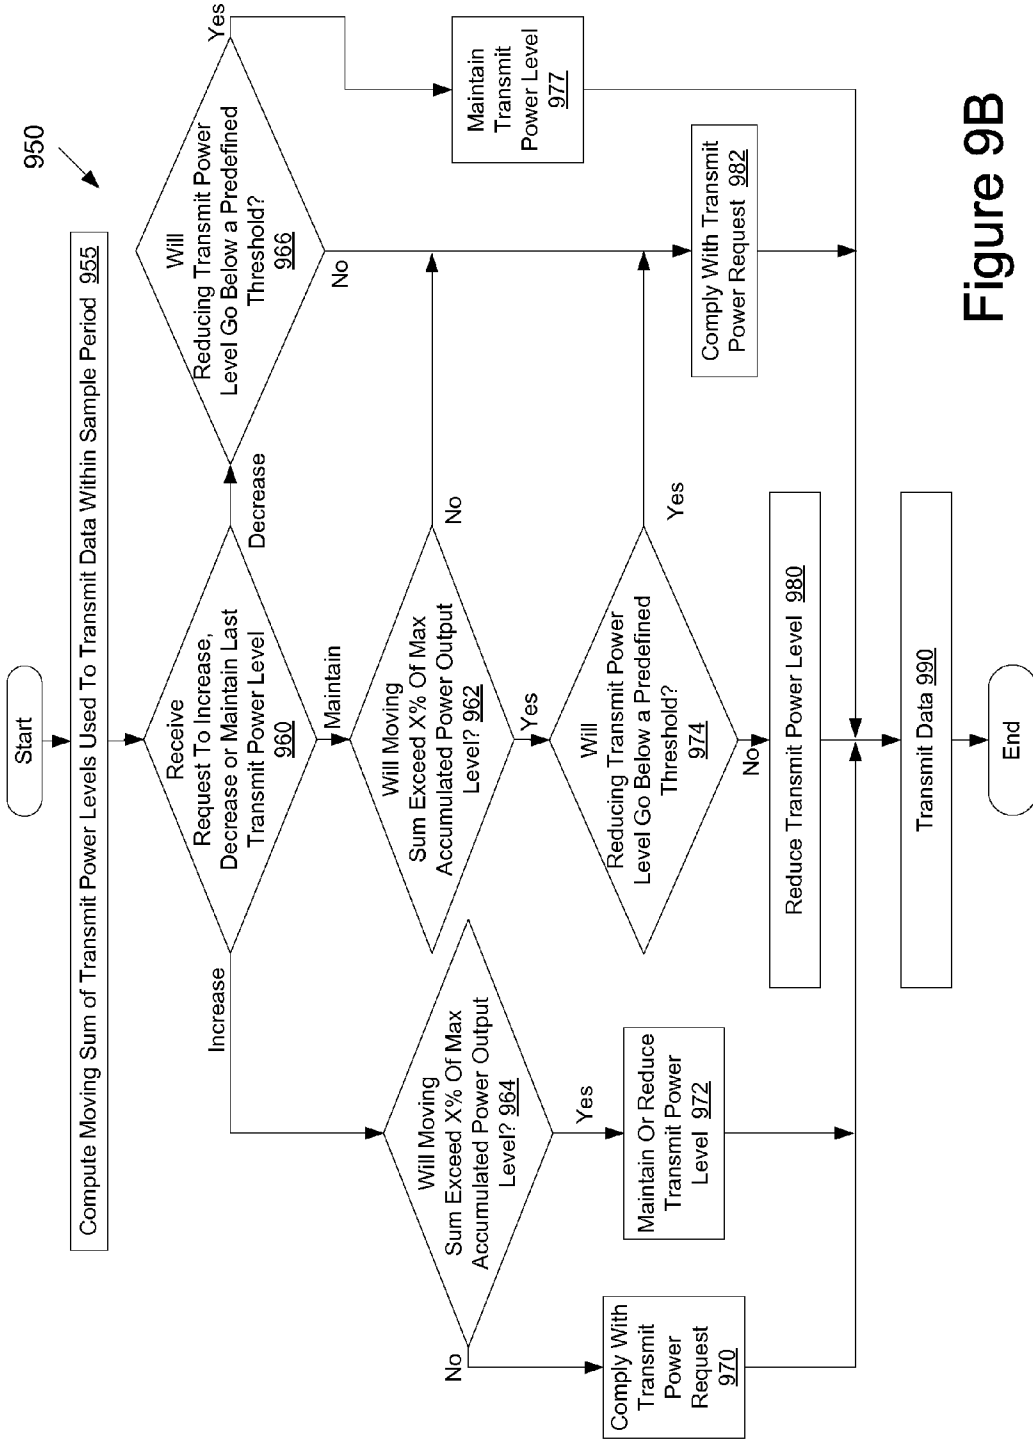 Start
950
Compute Moving Sum of Transmit Power Levels Used To Transmit Data Within Sample Period 955
Receive
Request To Increase,
Decrease or Maintain Last
Transmit Power Level
960
Increase
Maintain
Decrease
Will
Reducing Transmit Power
Level Go Below a Predefined
Threshold?
966
Yes
No
Will Moving
Sum Exceed X% Of Max
Accumulated Power Output
Level? 964
No
Yes
Will Moving
Sum Exceed X% Of Max
Accumulated Power Output
Level? 962
No
Yes
Maintain
Transmit
Power Level
977
Comply With
Transmit
Power
Request
970
Maintain Or Reduce
Transmit Power
Level 972
Will
Reducing Transmit Power
Level Go Below a Predefined
Threshold?
974
Yes
No
Comply With Transmit
Power Request 982
Reduce Transmit Power Level 980
Transmit Data 990
End
Figure 9B